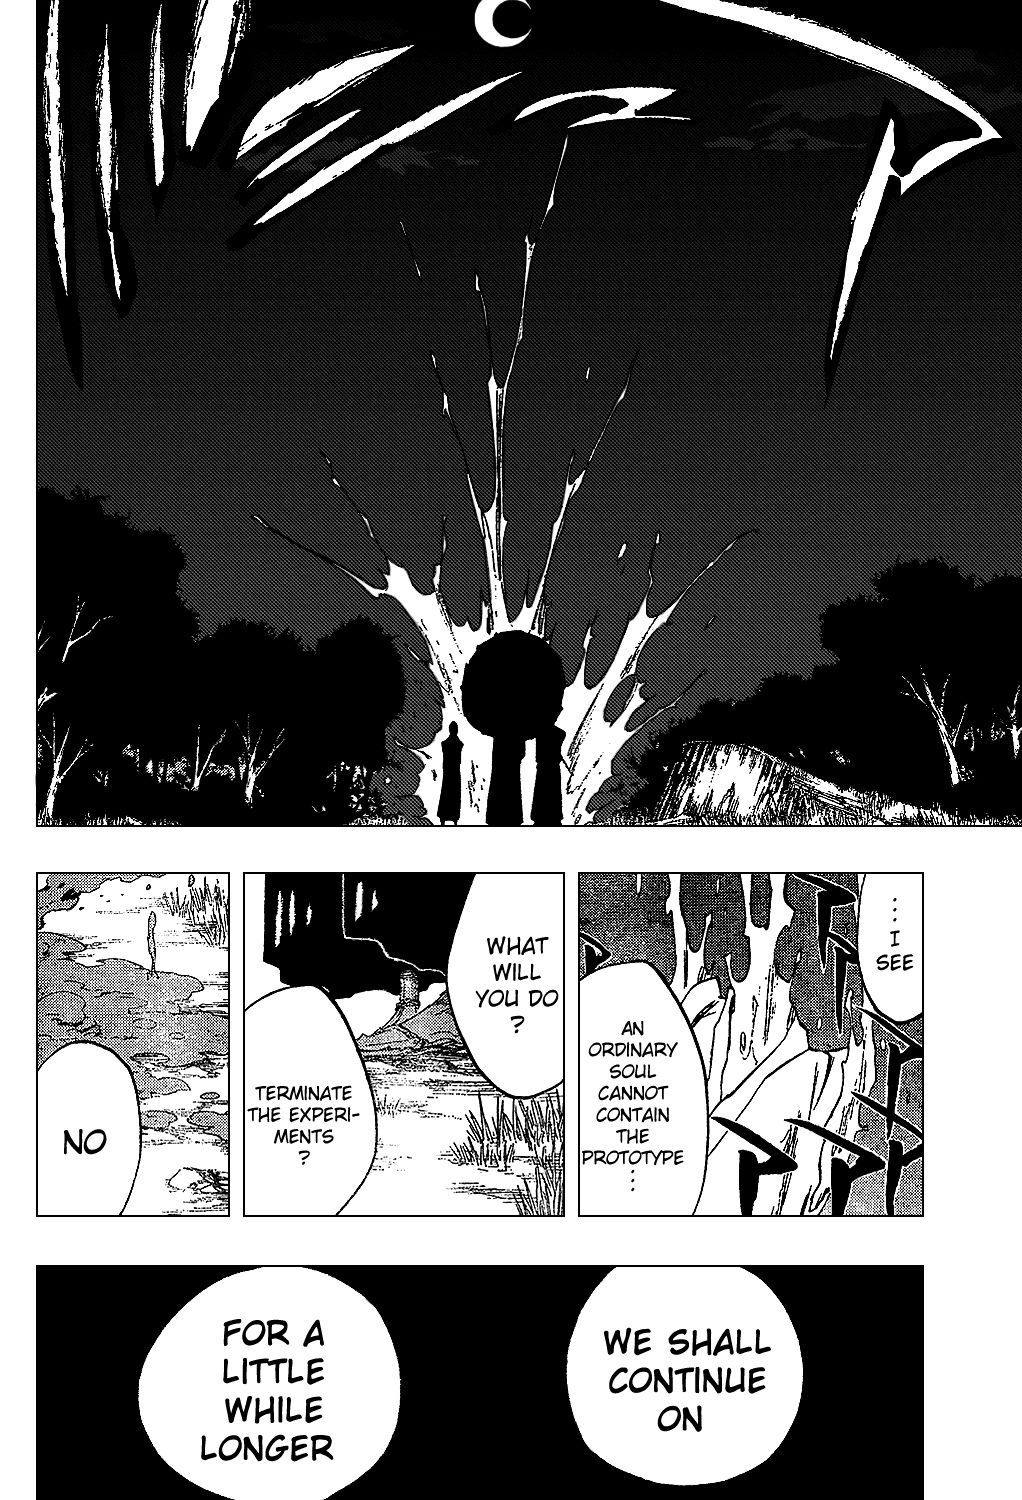 ...I
SEE
AN
ORDINARY
SOUL
CANNOT
CONTAIN
THE
PROTOTYPE
...
WHAT
WILL
YOU DO
?
TERMINATE
THE EXPERI-
MENTS
?
NO
WE SHALL
CONTINUE
ON
FOR A
LITTLE
WHILE
LONGER